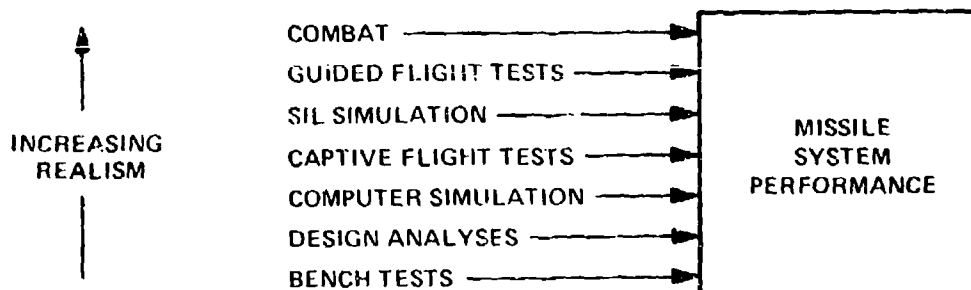 INCREASING
REALISM
COMBAT
GUIDED FLIGHT TESTS
SIL SIMULATION
CAPTIVE FLIGHT TESTS
COMPUTER SIMULATION
DESIGN ANALYSES
BENCH TESTS
MISSILE
SYSTEM
PERFORMANCE